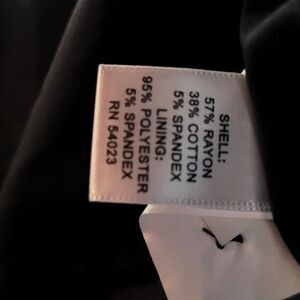 SHELL:
57% RAYON
38% COTTON
5% SPANDEX
LINING:
95% POLYESTER
5% SPANDEX
RN 54023